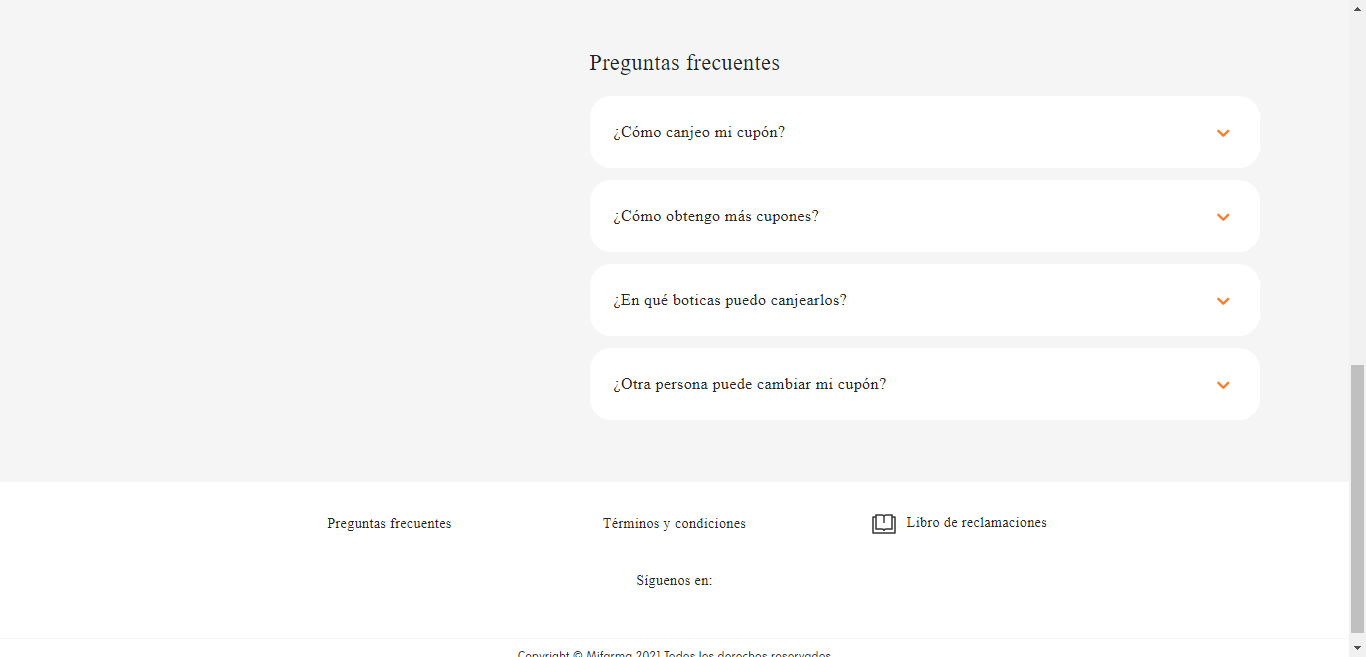 Preguntas frecuentes
¿Cómo canjeo mi cupón?
¿Cómo obtengo más cupones?
¿En qué boticas puedo canjearlos?
¿Otra persona puede cambiar mi cupón?
Preguntas frecuentes
Términos y condiciones
Libro de reclamaciones
Síguenos en:
Copyright © Mifarma 2021 Todos los derechos reservados